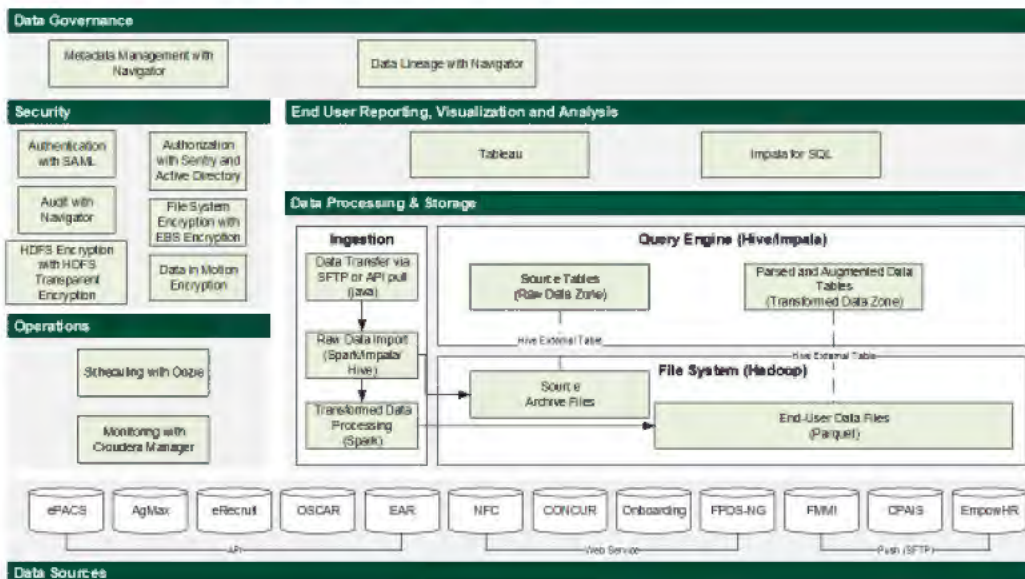 Data Governance
Metadata Management with
Navigator
Data Lineage with Navigator
Security
Authentication
with SAML
Authorization
with Sentry and
Active Directory
Audit with
Navigator
File System
Encryption with
EBS Encryption
HDFS Encryption
with HDFS
Transparent
Encryption
Data in Motion
Encryption
Operations
Scheduling with Oozie
Monitoring with
Cloudera Manager
End User Reporting, Visualization and Analysis
Tableau
Impala for SQL
Data Processing & Storage
Ingestion
Data Transfer via
SFTP or API pull
(java)
Raw Data Import
(Spark/Impala/
Hive)
Transformed Data
Processing
(Spark)
Query Engine (Hive/Impala)
Source Tables
(Raw Data Zone)
Parsed and Augmented Data
Tables
(Transformed Data Zone)
Hive External Table
Hive External Table
File System (Hadoop)
Source
Archive Files
End-User Data Files
(Parquet)
ePACS
AgMax
eRecruit
OSCAR
EAR
NFC
CONCUR
Onboarding
FPDS-NG
FMMI
CPAIS
EmpowHR
API
Web Service
Push (SFTP)
Data Sources